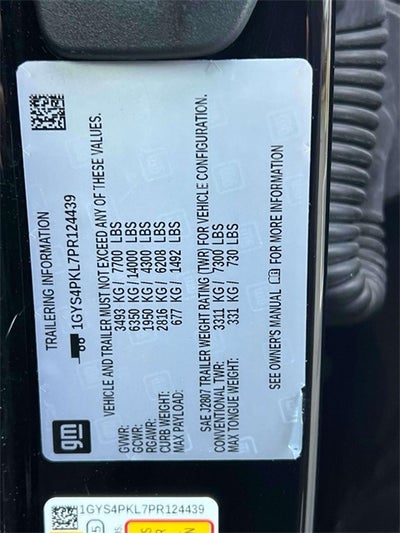 TRAILERING INFORMATION
1GYS4PKL7PR124439
VEHICLE AND TRAILER MUST NOT EXCEED ANY OF THESE VALUES.
GVWR: 3493 KG / 7700 LBS
GCWR: 6350 KG / 14000 LBS
RGAWR: 1950 KG / 4300 LBS
CURB WEIGHT: 2816 KG / 6208 LBS
MAX PAYLOAD: 677 KG / 1492 LBS
SAE J2807 TRAILER WEIGHT RATING (TWR) FOR VEHICLE CONFIGURATION.
CONVENTIONAL TWR: 3311 KG / 7300 LBS
MAX TONGUE WEIGHT: 331 KG / 730 LBS
SEE OWNER'S MANUAL FOR MORE INFORMATION
gm
1GYS4PKL7PR124439